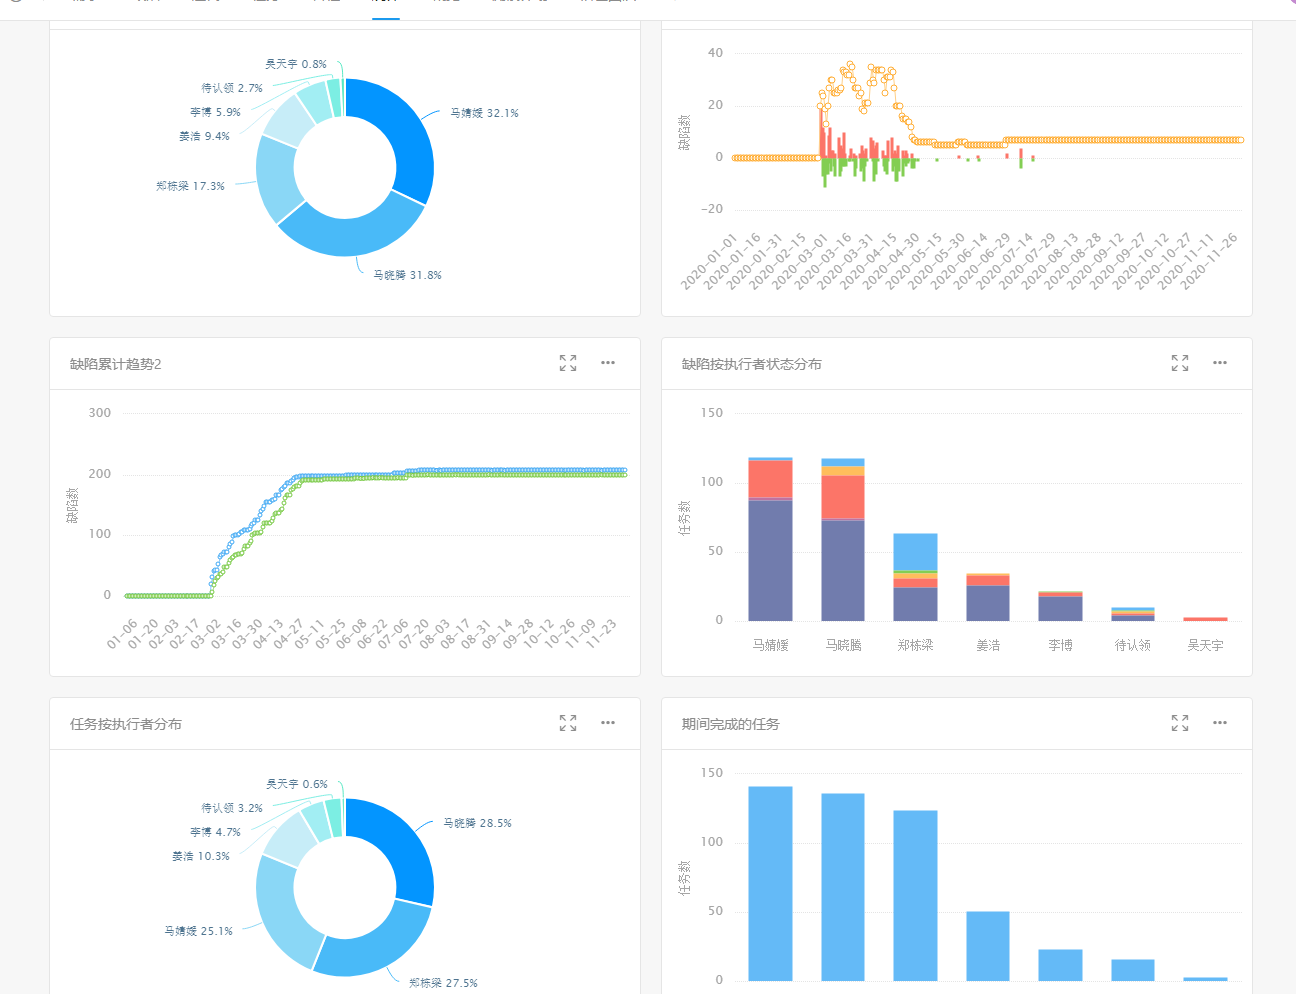 吴天宇 0.8%
待认领 2.7%
李博 5.9%
姜浩 9.4%
郑栋梁 17.3%
马婧媛 32.1%
马晓腾 31.8%
缺陷数
40
20
0
-20
2020-01-01
2020-01-16
2020-01-31
2020-02-15
2020-03-01
2020-03-16
2020-03-31
2020-04-15
2020-04-30
2020-05-15
2020-05-30
2020-06-14
2020-06-29
2020-07-14
2020-07-29
2020-08-13
2020-08-28
2020-09-12
2020-09-27
2020-10-12
2020-10-27
2020-11-11
2020-11-26
缺陷累计趋势2
缺陷数
300
200
100
0
01-06
01-20
02-03
02-17
03-02
03-16
03-30
04-13
04-27
05-11
05-25
06-08
06-22
07-06
07-20
08-03
08-17
08-31
09-14
09-28
10-12
10-26
11-09
11-23
缺陷按执行者状态分布
任务数
150
100
50
0
马婧媛
马晓腾
郑栋梁
姜浩
李博
待认领
吴天宇
任务按执行者分布
吴天宇 0.6%
待认领 3.2%
李博 4.7%
姜浩 10.3%
马婧媛 25.1%
马晓腾 28.5%
郑栋梁 27.5%
期间完成的任务
任务数
150
100
50
0